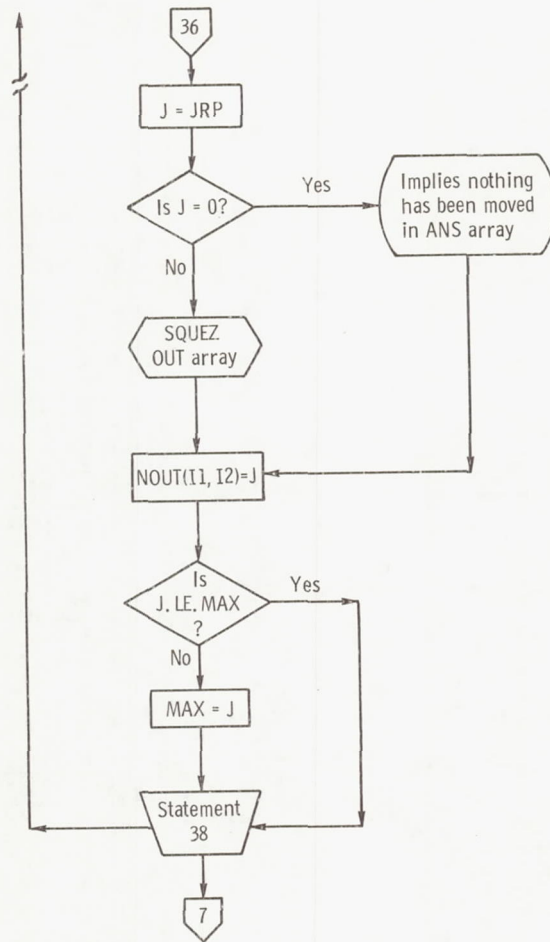 36
J = JRP
Is J = 0?
Yes
Implies nothing
has been moved
in ANS array
No
SQUEZ
OUT array
NOUT(I1, I2)=J
Is
J. LE. MAX
?
Yes
No
MAX = J
Statement
38
7